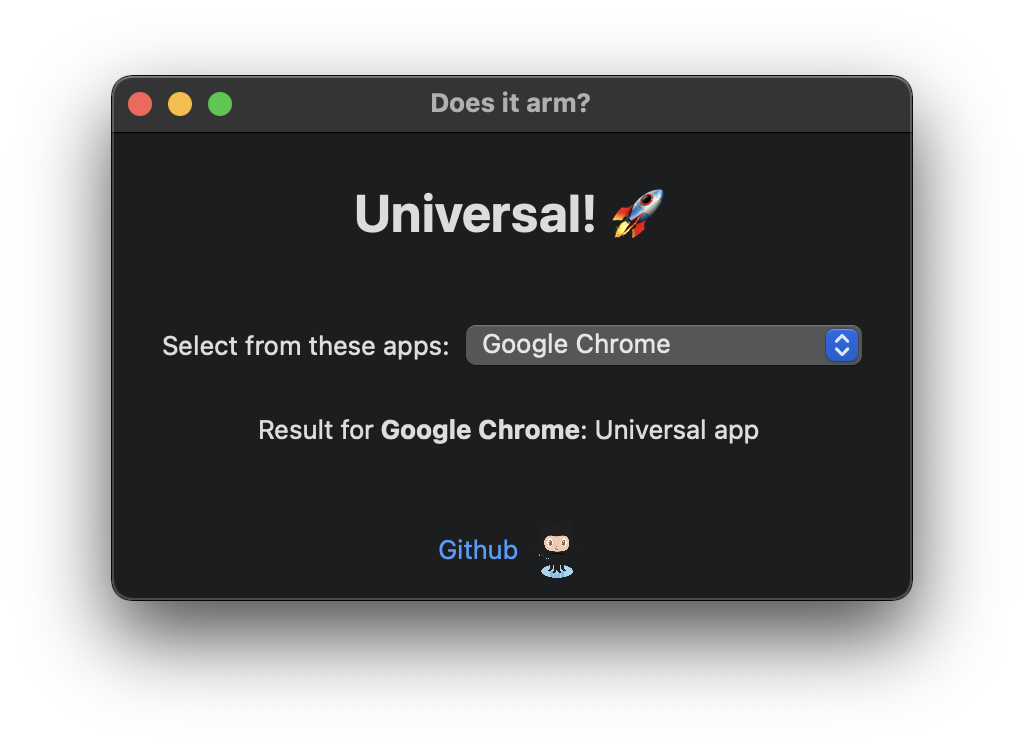 Does it arm?
Universal! 🚀
Select from these apps: Google Chrome
Result for Google Chrome: Universal app
Github